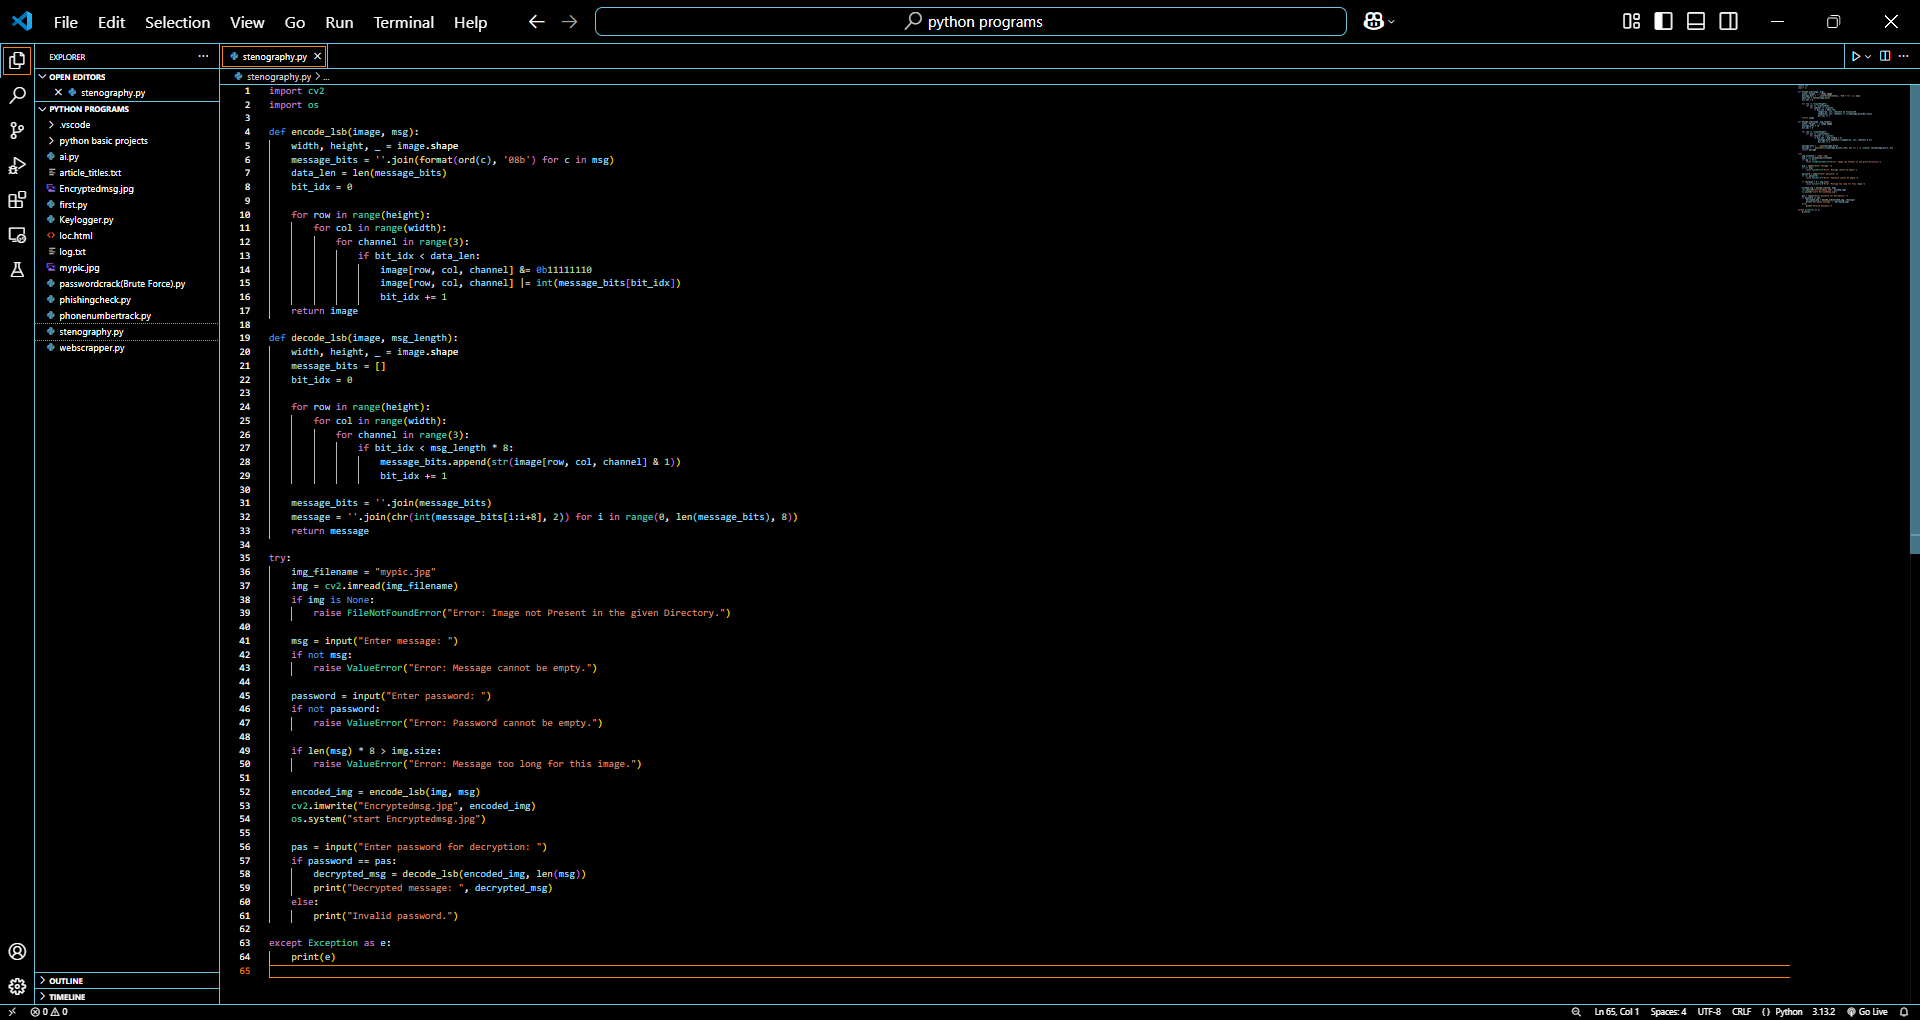 File Edit Selection View Go Run Terminal Help
python programs
EXPLORER
OPEN EDITORS
stenography.py
PYTHON PROGRAMS
.vscode
python basic projects
ai.py
article_titles.txt
Encryptedmsg.jpg
first.py
Keylogger.py
loc.html
log.txt
mypic.jpg
passwordcrack(Brute Force).py
phishingcheck.py
phonenumbertrack.py
stenography.py
webscrapper.py
OUTLINE
TIMELINE
stenography.py
stenography.py > ...
1 import cv2
2 import os
3
4 def encode_lsb(image, msg):
5     width, height, _ = image.shape
6     message_bits = ''.join(format(ord(c), '08b') for c in msg)
7     data_len = len(message_bits)
8     bit_idx = 0
9
10     for row in range(height):
11         for col in range(width):
12             for channel in range(3):
13                 if bit_idx < data_len:
14                     image[row, col, channel] &= 0b11111110
15                     image[row, col, channel] |= int(message_bits[bit_idx])
16                     bit_idx += 1
17     return image
18
19 def decode_lsb(image, msg_length):
20     width, height, _ = image.shape
21     message_bits = []
22     bit_idx = 0
23
24     for row in range(height):
25         for col in range(width):
26             for channel in range(3):
27                 if bit_idx < msg_length * 8:
28                     message_bits.append(str(image[row, col, channel] & 1))
29                     bit_idx += 1
30
31     message_bits = ''.join(message_bits)
32     message = ''.join(chr(int(message_bits[i:i+8], 2)) for i in range(0, len(message_bits), 8))
33     return message
34
35 try:
36     img_filename = "mypic.jpg"
37     img = cv2.imread(img_filename)
38     if img is None:
39         raise FileNotFoundError("Error: Image not Present in the given Directory.")
40
41     msg = input("Enter message: ")
42     if not msg:
43         raise ValueError("Error: Message cannot be empty.")
44
45     password = input("Enter password: ")
46     if not password:
47         raise ValueError("Error: Password cannot be empty.")
48
49     if len(msg) * 8 > img.size:
50         raise ValueError("Error: Message too long for this image.")
51
52     encoded_img = encode_lsb(img, msg)
53     cv2.imwrite("Encryptedmsg.jpg", encoded_img)
54     os.system("start Encryptedmsg.jpg")
55
56     pas = input("Enter password for decryption: ")
57     if password == pas:
58         decrypted_msg = decode_lsb(encoded_img, len(msg))
59         print("Decrypted message: ", decrypted_msg)
60     else:
61         print("Invalid password.")
62
63 except Exception as e:
64     print(e)
65
0 0 Ln 65, Col 1 Spaces: 4 UTF-8 CRLF {} Python 3.13.2 Go Live